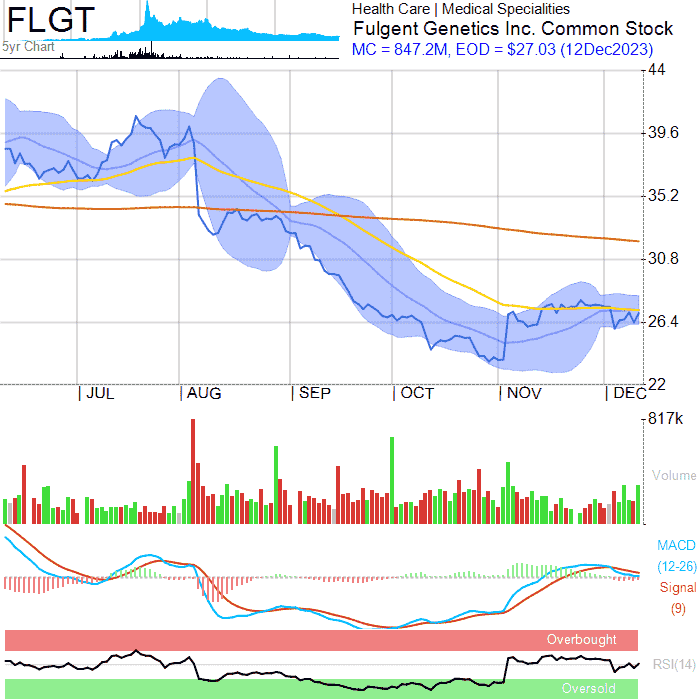 FLGT
5yr Chart
Health Care | Medical Specialities
Fulgent Genetics Inc. Common Stock
MC = 847.2M, EOD = $27.03 (12Dec2023)
44
39.6
35.2
30.8
26.4
22
| JUL | AUG | SEP | OCT | NOV | DEC
817k
Volume
MACD
(12-26)
Signal
(9)
Overbought
RSI(14)
Oversold